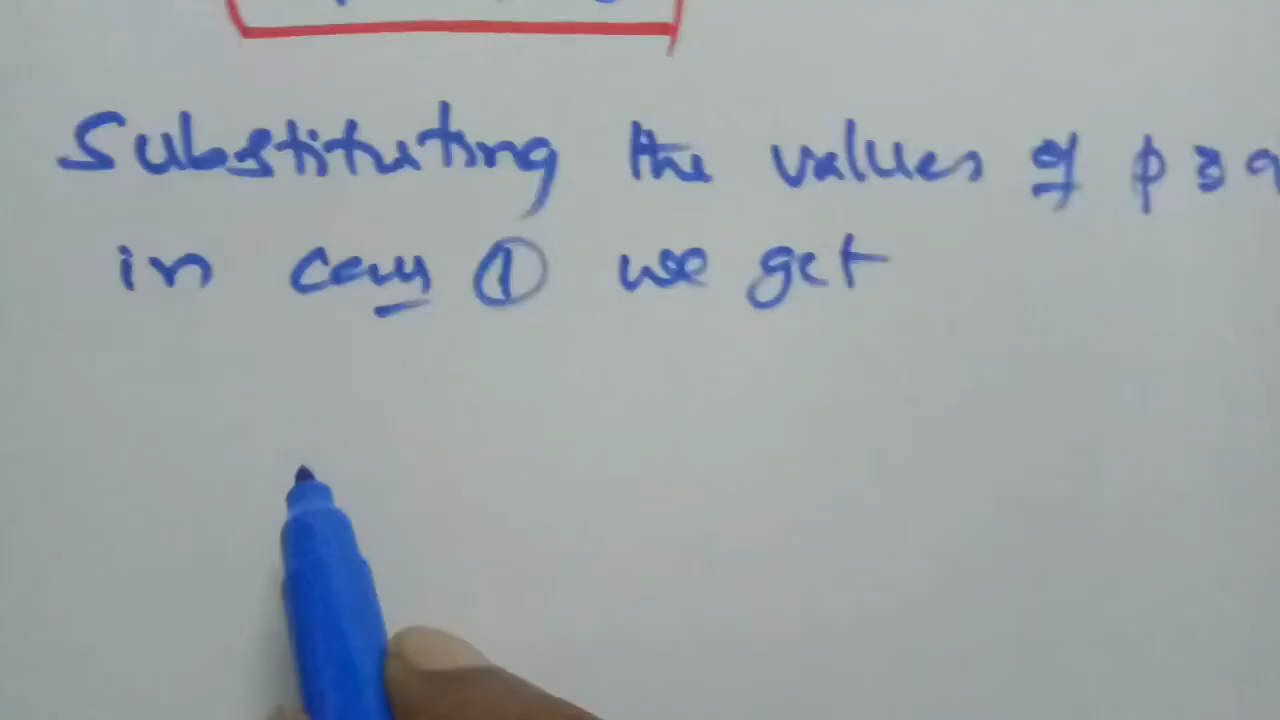 Substituting the values of p & q
in eqn ① we get